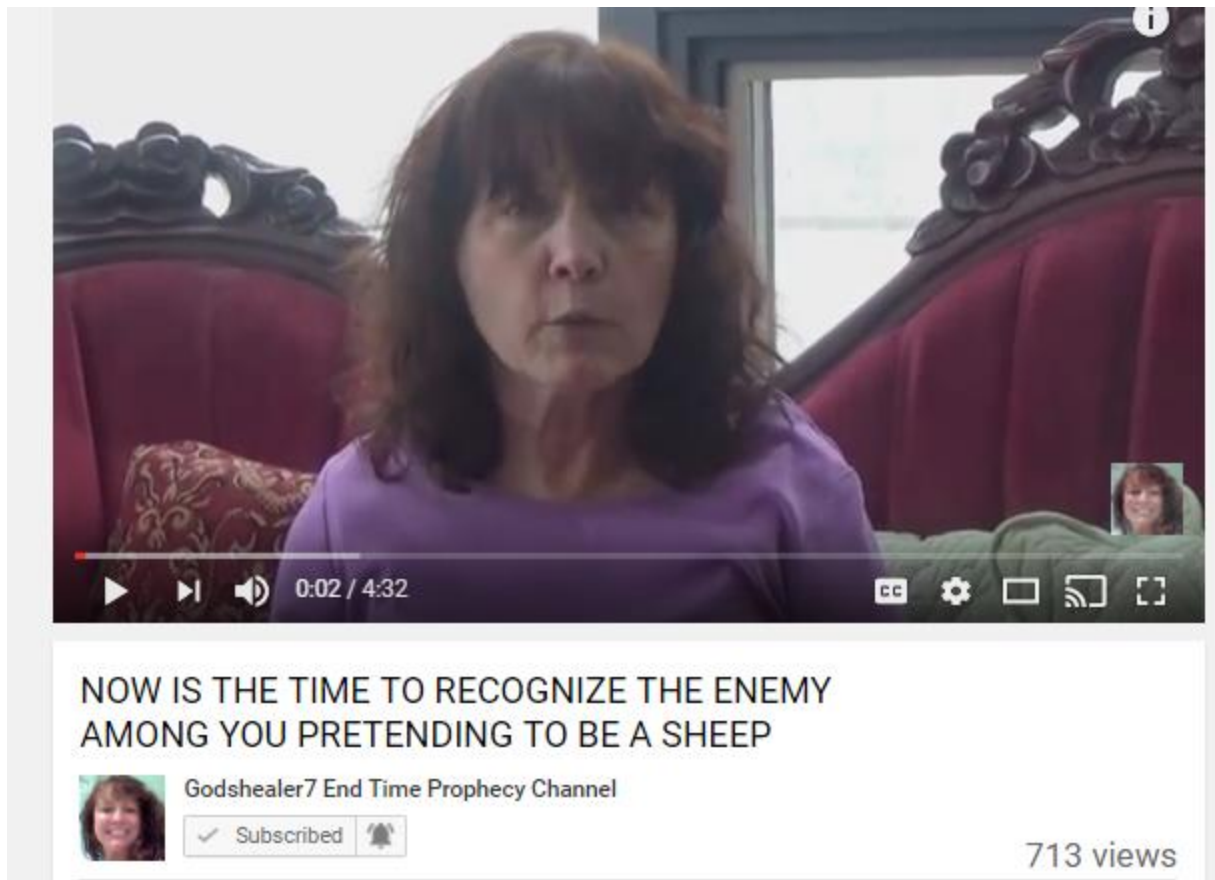 i
0:02 / 4:32
CC
NOW IS THE TIME TO RECOGNIZE THE ENEMY
AMONG YOU PRETENDING TO BE A SHEEP
Godshealer7 End Time Prophecy Channel
Subscribed
713 views